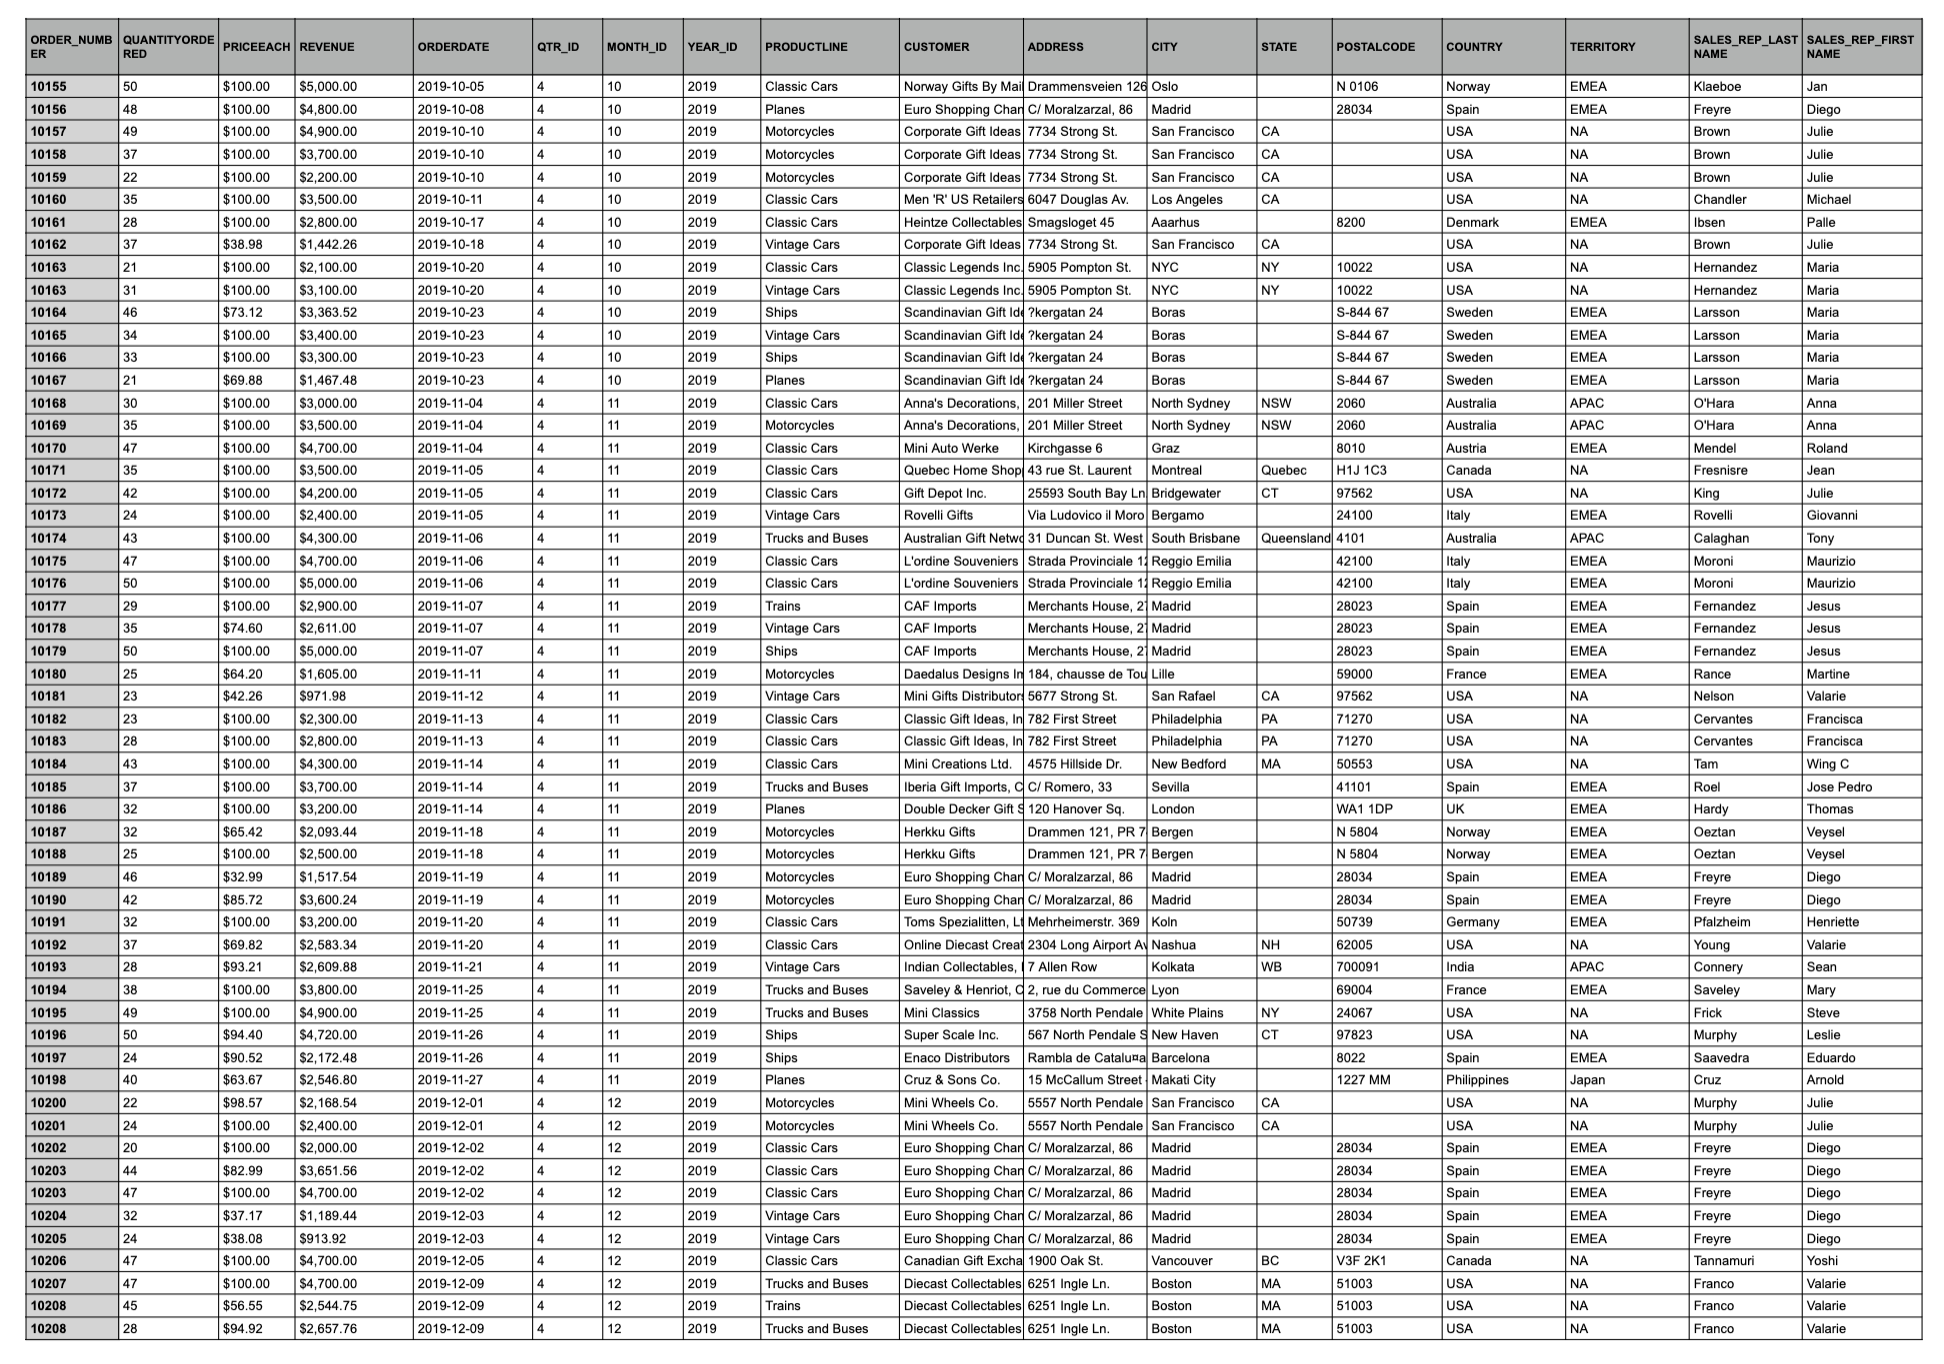 ORDER_NUMBER QUANTITYORDERED PRICEEACH REVENUE ORDERDATE QTR_ID MONTH_ID YEAR_ID PRODUCTLINE CUSTOMER ADDRESS CITY STATE POSTALCODE COUNTRY TERRITORY SALES_REP_LASTNAME SALES_REP_FIRSTNAME
10155 50 $100.00 $5,000.00 2019-10-05 4 10 2019 Classic Cars Norway Gifts By Mail Drammensveien 126 Oslo N 0106 Norway EMEA Klaeboe Jan
10156 48 $100.00 $4,800.00 2019-10-08 4 10 2019 Planes Euro Shopping Chan C/ Moralzarzal, 86 Madrid 28034 Spain EMEA Freyre Diego
10157 49 $100.00 $4,900.00 2019-10-10 4 10 2019 Motorcycles Corporate Gift Ideas 7734 Strong St. San Francisco CA USA NA Brown Julie
10158 37 $100.00 $3,700.00 2019-10-10 4 10 2019 Motorcycles Corporate Gift Ideas 7734 Strong St. San Francisco CA USA NA Brown Julie
10159 22 $100.00 $2,200.00 2019-10-10 4 10 2019 Motorcycles Corporate Gift Ideas 7734 Strong St. San Francisco CA USA NA Brown Julie
10160 35 $100.00 $3,500.00 2019-10-11 4 10 2019 Classic Cars Men 'R' US Retailers 6047 Douglas Av. Los Angeles CA USA NA Chandler Michael
10161 28 $100.00 $2,800.00 2019-10-17 4 10 2019 Classic Cars Heintze Collectables Smagsloget 45 Aaarhus 8200 Denmark EMEA Ibsen Palle
10162 37 $38.98 $1,442.26 2019-10-18 4 10 2019 Vintage Cars Corporate Gift Ideas 7734 Strong St. San Francisco CA USA NA Brown Julie
10163 21 $100.00 $2,100.00 2019-10-20 4 10 2019 Classic Cars Classic Legends Inc. 5905 Pompton St. NYC NY 10022 USA NA Hernandez Maria
10163 31 $100.00 $3,100.00 2019-10-20 4 10 2019 Vintage Cars Classic Legends Inc. 5905 Pompton St. NYC NY 10022 USA NA Hernandez Maria
10164 46 $73.12 $3,363.52 2019-10-23 4 10 2019 Ships Scandinavian Gift Ide ?kergatan 24 Boras S-844 67 Sweden EMEA Larsson Maria
10165 34 $100.00 $3,400.00 2019-10-23 4 10 2019 Vintage Cars Scandinavian Gift Ide ?kergatan 24 Boras S-844 67 Sweden EMEA Larsson Maria
10166 33 $100.00 $3,300.00 2019-10-23 4 10 2019 Ships Scandinavian Gift Ide ?kergatan 24 Boras S-844 67 Sweden EMEA Larsson Maria
10167 21 $69.88 $1,467.48 2019-10-23 4 10 2019 Planes Scandinavian Gift Ide ?kergatan 24 Boras S-844 67 Sweden EMEA Larsson Maria
10168 30 $100.00 $3,000.00 2019-11-04 4 11 2019 Classic Cars Anna's Decorations, 201 Miller Street North Sydney NSW 2060 Australia APAC O'Hara Anna
10169 35 $100.00 $3,500.00 2019-11-04 4 11 2019 Motorcycles Anna's Decorations, 201 Miller Street North Sydney NSW 2060 Australia APAC O'Hara Anna
10170 47 $100.00 $4,700.00 2019-11-04 4 11 2019 Classic Cars Mini Auto Werke Kirchgasse 6 Graz 8010 Austria EMEA Mendel Roland
10171 35 $100.00 $3,500.00 2019-11-05 4 11 2019 Classic Cars Quebec Home Shop 43 rue St. Laurent Montreal Quebec H1J 1C3 Canada NA Fresnisre Jean
10172 42 $100.00 $4,200.00 2019-11-05 4 11 2019 Classic Cars Gift Depot Inc. 25593 South Bay Ln. Bridgewater CT 97562 USA NA King Julie
10173 24 $100.00 $2,400.00 2019-11-05 4 11 2019 Vintage Cars Rovelli Gifts Via Ludovico il Moro Bergamo 24100 Italy EMEA Rovelli Giovanni
10174 43 $100.00 $4,300.00 2019-11-06 4 11 2019 Trucks and Buses Australian Gift Netwo 31 Duncan St. West South Brisbane Queensland 4101 Australia APAC Calaghan Tony
10175 47 $100.00 $4,700.00 2019-11-06 4 11 2019 Classic Cars L'ordine Souveniers Strada Provinciale 12 Reggio Emilia 42100 Italy EMEA Moroni Maurizio
10176 50 $100.00 $5,000.00 2019-11-06 4 11 2019 Classic Cars L'ordine Souveniers Strada Provinciale 12 Reggio Emilia 42100 Italy EMEA Moroni Maurizio
10177 29 $100.00 $2,900.00 2019-11-07 4 11 2019 Trains CAF Imports Merchants House, 27 Madrid 28023 Spain EMEA Fernandez Jesus
10178 35 $74.60 $2,611.00 2019-11-07 4 11 2019 Vintage Cars CAF Imports Merchants House, 27 Madrid 28023 Spain EMEA Fernandez Jesus
10179 50 $100.00 $5,000.00 2019-11-07 4 11 2019 Ships CAF Imports Merchants House, 27 Madrid 28023 Spain EMEA Fernandez Jesus
10180 25 $64.20 $1,605.00 2019-11-11 4 11 2019 Motorcycles Daedalus Designs Im 184, chausse de Tou Lille 59000 France EMEA Rance Martine
10181 23 $42.26 $971.98 2019-11-12 4 11 2019 Vintage Cars Mini Gifts Distributors 5677 Strong St. San Rafael CA 97562 USA NA Nelson Valarie
10182 23 $100.00 $2,300.00 2019-11-13 4 11 2019 Classic Cars Classic Gift Ideas, In 782 First Street Philadelphia PA 71270 USA NA Cervantes Francisca
10183 28 $100.00 $2,800.00 2019-11-13 4 11 2019 Classic Cars Classic Gift Ideas, In 782 First Street Philadelphia PA 71270 USA NA Cervantes Francisca
10184 43 $100.00 $4,300.00 2019-11-14 4 11 2019 Classic Cars Mini Creations Ltd. 4575 Hillside Dr. New Bedford MA 50553 USA NA Tam Wing C
10185 37 $100.00 $3,700.00 2019-11-14 4 11 2019 Trucks and Buses Iberia Gift Imports, C C/ Romero, 33 Sevilla 41101 Spain EMEA Roel Jose Pedro
10186 32 $100.00 $3,200.00 2019-11-14 4 11 2019 Planes Double Decker Gift S 120 Hanover Sq. London WA1 1DP UK EMEA Hardy Thomas
10187 32 $65.42 $2,093.44 2019-11-18 4 11 2019 Motorcycles Herkku Gifts Drammen 121, PR 7 Bergen N 5804 Norway EMEA Oeztan Veysel
10188 25 $100.00 $2,500.00 2019-11-18 4 11 2019 Motorcycles Herkku Gifts Drammen 121, PR 7 Bergen N 5804 Norway EMEA Oeztan Veysel
10189 46 $32.99 $1,517.54 2019-11-19 4 11 2019 Motorcycles Euro Shopping Chan C/ Moralzarzal, 86 Madrid 28034 Spain EMEA Freyre Diego
10190 42 $85.72 $3,600.24 2019-11-19 4 11 2019 Motorcycles Euro Shopping Chan C/ Moralzarzal, 86 Madrid 28034 Spain EMEA Freyre Diego
10191 32 $100.00 $3,200.00 2019-11-20 4 11 2019 Classic Cars Toms Spezialitten, Lt Mehrheimerstr. 369 Koln 50739 Germany EMEA Pfalzheim Henriette
10192 37 $69.82 $2,583.34 2019-11-20 4 11 2019 Classic Cars Online Diecast Creat 2304 Long Airport Av Nashua NH 62005 USA NA Young Valarie
10193 28 $93.21 $2,609.88 2019-11-21 4 11 2019 Vintage Cars Indian Collectables, 7 Allen Row Kolkata WB 700091 India APAC Connery Sean
10194 38 $100.00 $3,800.00 2019-11-25 4 11 2019 Trucks and Buses Saveley & Henriot, C 2, rue du Commerce Lyon 69004 France EMEA Saveley Mary
10195 49 $100.00 $4,900.00 2019-11-25 4 11 2019 Trucks and Buses Mini Classics 3758 North Pendale White Plains NY 24067 USA NA Frick Steve
10196 50 $94.40 $4,720.00 2019-11-26 4 11 2019 Ships Super Scale Inc. 567 North Pendale S New Haven CT 97823 USA NA Murphy Leslie
10197 24 $90.52 $2,172.48 2019-11-26 4 11 2019 Ships Enaco Distributors Rambla de Catalu¤a Barcelona 8022 Spain EMEA Saavedra Eduardo
10198 40 $63.67 $2,546.80 2019-11-27 4 11 2019 Planes Cruz & Sons Co. 15 McCallum Street - Makati City 1227 MM Philippines Japan Cruz Arnold
10200 22 $98.57 $2,168.54 2019-12-01 4 12 2019 Motorcycles Mini Wheels Co. 5557 North Pendale San Francisco CA USA NA Murphy Julie
10201 24 $100.00 $2,400.00 2019-12-01 4 12 2019 Motorcycles Mini Wheels Co. 5557 North Pendale San Francisco CA USA NA Murphy Julie
10202 20 $100.00 $2,000.00 2019-12-02 4 12 2019 Classic Cars Euro Shopping Chan C/ Moralzarzal, 86 Madrid 28034 Spain EMEA Freyre Diego
10203 44 $82.99 $3,651.56 2019-12-02 4 12 2019 Classic Cars Euro Shopping Chan C/ Moralzarzal, 86 Madrid 28034 Spain EMEA Freyre Diego
10203 47 $100.00 $4,700.00 2019-12-02 4 12 2019 Classic Cars Euro Shopping Chan C/ Moralzarzal, 86 Madrid 28034 Spain EMEA Freyre Diego
10204 32 $37.17 $1,189.44 2019-12-03 4 12 2019 Vintage Cars Euro Shopping Chan C/ Moralzarzal, 86 Madrid 28034 Spain EMEA Freyre Diego
10205 24 $38.08 $913.92 2019-12-03 4 12 2019 Vintage Cars Euro Shopping Chan C/ Moralzarzal, 86 Madrid 28034 Spain EMEA Freyre Diego
10206 47 $100.00 $4,700.00 2019-12-05 4 12 2019 Classic Cars Canadian Gift Excha 1900 Oak St. Vancouver BC V3F 2K1 Canada NA Tannamuri Yoshi
10207 47 $100.00 $4,700.00 2019-12-09 4 12 2019 Trucks and Buses Diecast Collectables 6251 Ingle Ln. Boston MA 51003 USA NA Franco Valarie
10208 45 $56.55 $2,544.75 2019-12-09 4 12 2019 Trains Diecast Collectables 6251 Ingle Ln. Boston MA 51003 USA NA Franco Valarie
10208 28 $94.92 $2,657.76 2019-12-09 4 12 2019 Trucks and Buses Diecast Collectables 6251 Ingle Ln. Boston MA 51003 USA NA Franco Valarie